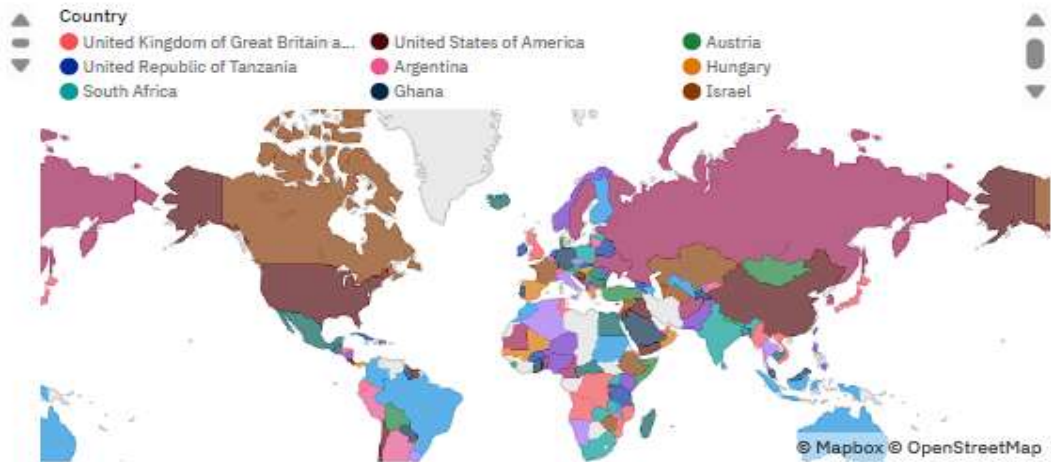 Country
United Kingdom of Great Britain a... United States of America Austria
United Republic of Tanzania Argentina Hungary
South Africa Ghana Israel
© Mapbox © OpenStreetMap